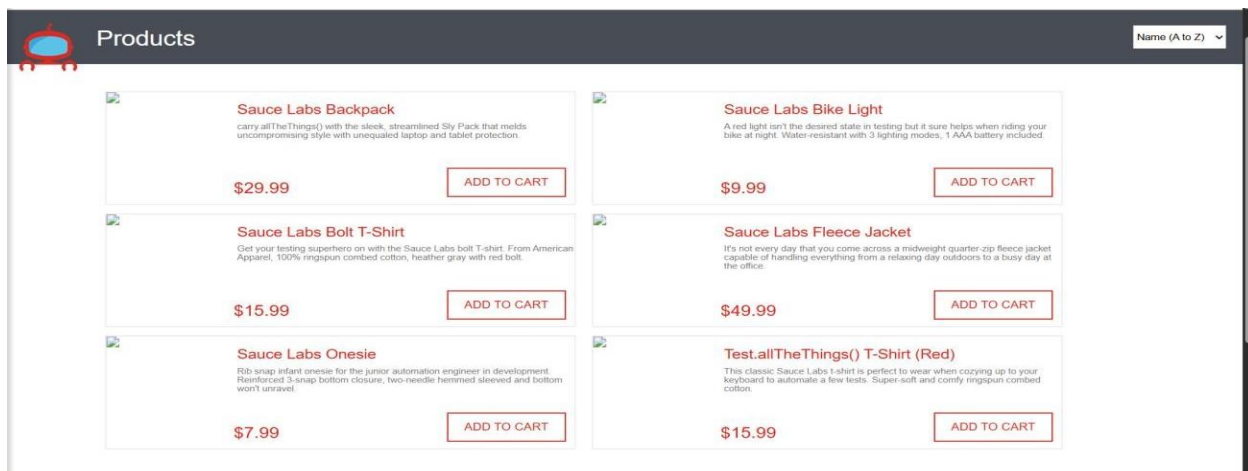 Products
Name (A to Z)
Sauce Labs Backpack
carry.allTheThings() with the sleek, streamlined Sly Pack that melds
uncompromising style with unequaled laptop and tablet protection.
$29.99
ADD TO CART
Sauce Labs Bike Light
A red light isn't the desired state in testing but it sure helps when riding your
bike at night. Water-resistant with 3 lighting modes, 1 AAA battery included.
$9.99
ADD TO CART
Sauce Labs Bolt T-Shirt
Get your testing superhero on with the Sauce Labs bolt T-shirt. From American
Apparel, 100% ringspun combed cotton, heather gray with red bolt.
$15.99
ADD TO CART
Sauce Labs Fleece Jacket
It's not every day that you come across a midweight quarter-zip fleece jacket
capable of handling everything from a relaxing day outdoors to a busy day at
the office.
$49.99
ADD TO CART
Sauce Labs Onesie
Rib snap infant onesie for the junior automation engineer in development.
Reinforced 3-snap bottom closure, two-needle hemmed sleeved and bottom
won't unravel.
$7.99
ADD TO CART
Test.allTheThings() T-Shirt (Red)
This classic Sauce Labs t-shirt is perfect to wear when cozying up to your
keyboard to automate a few tests. Super-soft and comfy ringspun combed
cotton.
$15.99
ADD TO CART